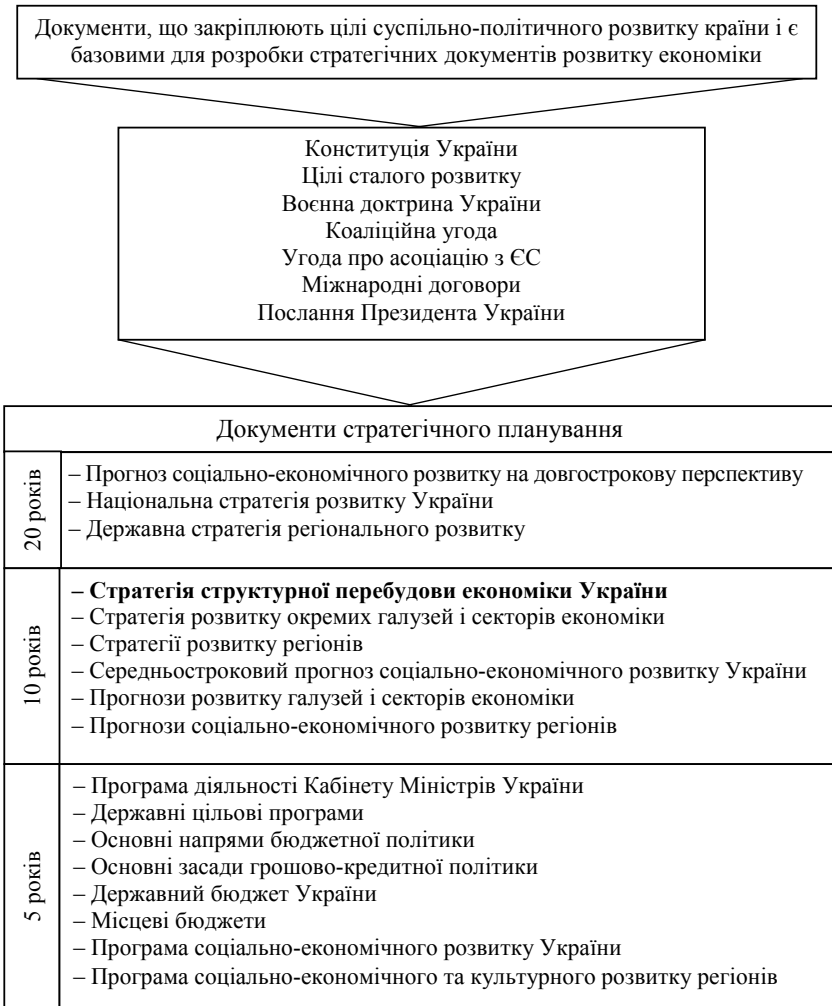 Документи, що закріплюють цілі суспільно-політичного розвитку країни і є
базовими для розробки стратегічних документів розвитку економіки
Конституція України
Цілі сталого розвитку
Воєнна доктрина України
Коаліційна угода
Угода про асоціацію з ЄС
Міжнародні договори
Послання Президента України
Документи стратегічного планування
20 років
– Прогноз соціально-економічного розвитку на довгострокову перспективу
– Національна стратегія розвитку України
– Державна стратегія регіонального розвитку
10 років
– Стратегія структурної перебудови економіки України
– Стратегія розвитку окремих галузей і секторів економіки
– Стратегії розвитку регіонів
– Середньостроковий прогноз соціально-економічного розвитку України
– Прогнози розвитку галузей і секторів економіки
– Прогнози соціально-економічного розвитку регіонів
5 років
– Програма діяльності Кабінету Міністрів України
– Державні цільові програми
– Основні напрями бюджетної політики
– Основні засади грошово-кредитної політики
– Державний бюджет України
– Місцеві бюджети
– Програма соціально-економічного розвитку України
– Програма соціально-економічного та культурного розвитку регіонів